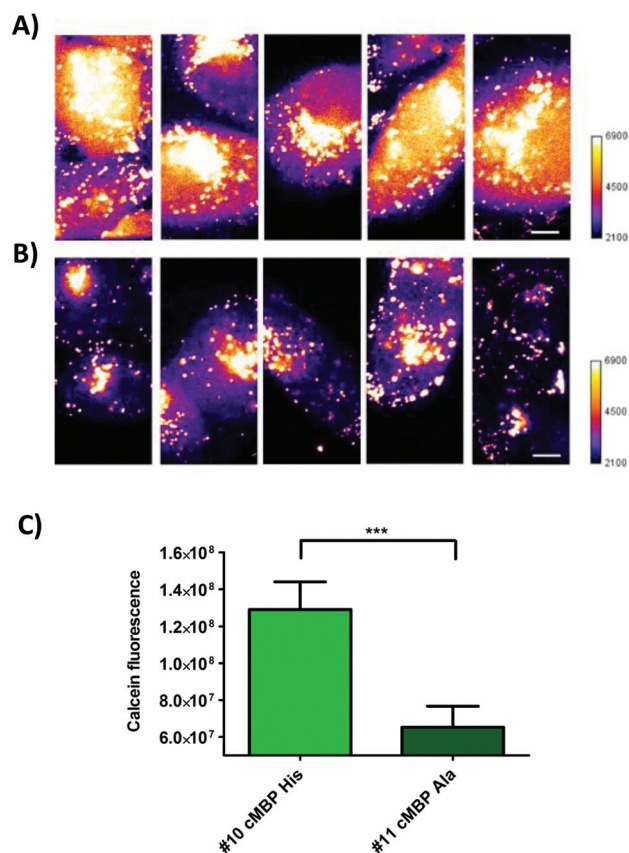 A)
6900
4500
2100
B)
6900
4500
2100
C)
***
1.6×10⁸
1.4×10⁸
1.2×10⁸
1.0×10⁸
8.0×10⁷
6.0×10⁷
Calcein fluorescence
#10 cMBP His
#11 cMBP Ala